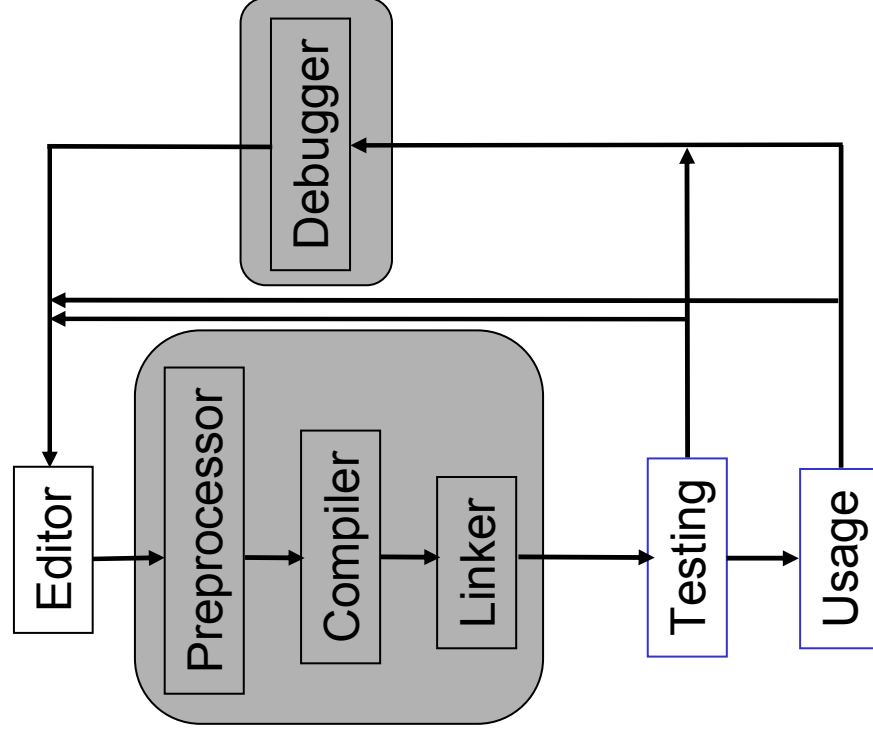 Editor
Preprocessor
Compiler
Linker
Testing
Usage
Debugger